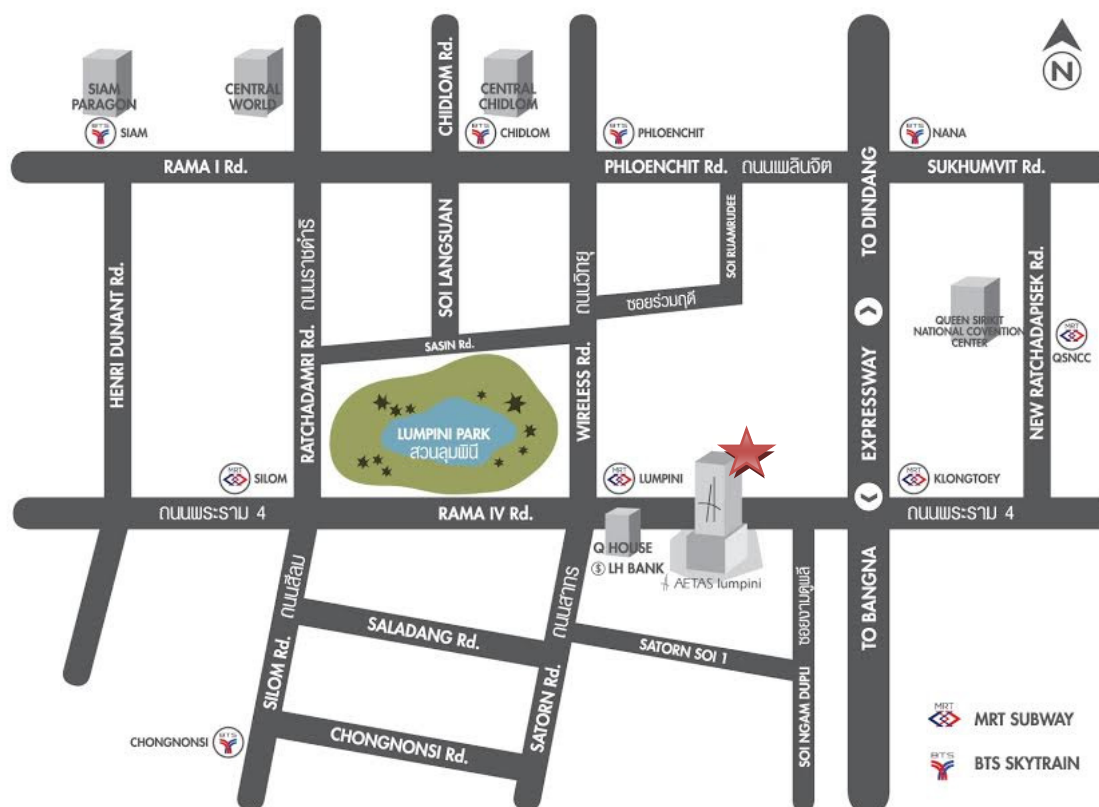 N
CHIDLOM Rd.
SIAM
PARAGON
CENTRAL
WORLD
CENTRAL
CHIDLOM
BTS
SIAM
BTS
CHIDLOM
BTS
PHLOENCHIT
BTS
NANA
RAMA I Rd.
PHLOENCHIT Rd. ถนนเพลินจิต
SUKHUMVIT Rd.
TO DINDANG
HENRI DUNANT Rd.
ถนนราชดำริ
RATCHADAMRI Rd.
SOI LANGSUAN
ถนนวิทยุ
WIRELESS Rd.
SOI RUAMRUDEE
ซอยร่วมฤดี
SASIN Rd.
EXPRESSWAY
QUEEN SIRIKIT
NATIONAL COVENTION
CENTER
MRT
QSNCC
NEW RATCHADAPISEK Rd.
LUMPINI PARK
สวนลุมพินี
MRT
SILOM
MRT
LUMPINI
MRT
KLONGTOEY
ถนนพระราม 4
RAMA IV Rd.
ถนนพระราม 4
Q HOUSE
$ LH BANK
AETAS lumpini
ถนนสีลม
SILOM Rd.
ถนนสาทร
SATORN Rd.
ซอยงามดูพลี
SOI NGAM DUPLI
TO BANGNA
SALADANG Rd.
SATORN SOI 1
CHONGNONSI Rd.
CHONGNONSI
BTS
MRT
MRT SUBWAY
BTS
BTS SKYTRAIN